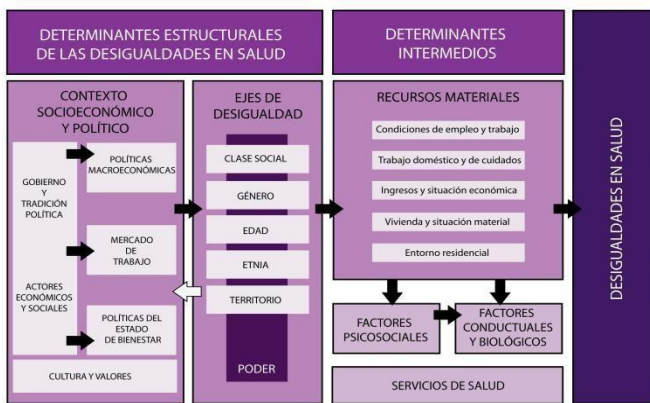 DETERMINANTES ESTRUCTURALES
DE LAS DESIGUALDADES EN SALUD
DETERMINANTES
INTERMEDIOS
CONTEXTO
SOCIOECONÓMICO
Y POLÍTICO
GOBIERNO
Y
TRADICIÓN
POLÍTICA
ACTORES
ECONÓMICOS
Y SOCIALES
POLÍTICAS
MACROECONÓMICAS
MERCADO
DE
TRABAJO
POLÍTICAS DEL
ESTADO
DE BIENESTAR
CULTURA Y VALORES
EJES DE
DESIGUALDAD
CLASE SOCIAL
GÉNERO
EDAD
ETNIA
TERRITORIO
PODER
RECURSOS MATERIALES
Condiciones de empleo y trabajo
Trabajo doméstico y de cuidados
Ingresos y situación económica
Vivienda y situación material
Entorno residencial
FACTORES
PSICOSOCIALES
FACTORES
CONDUCTUALES
Y BIOLÓGICOS
SERVICIOS DE SALUD
DESIGUALDADES EN SALUD